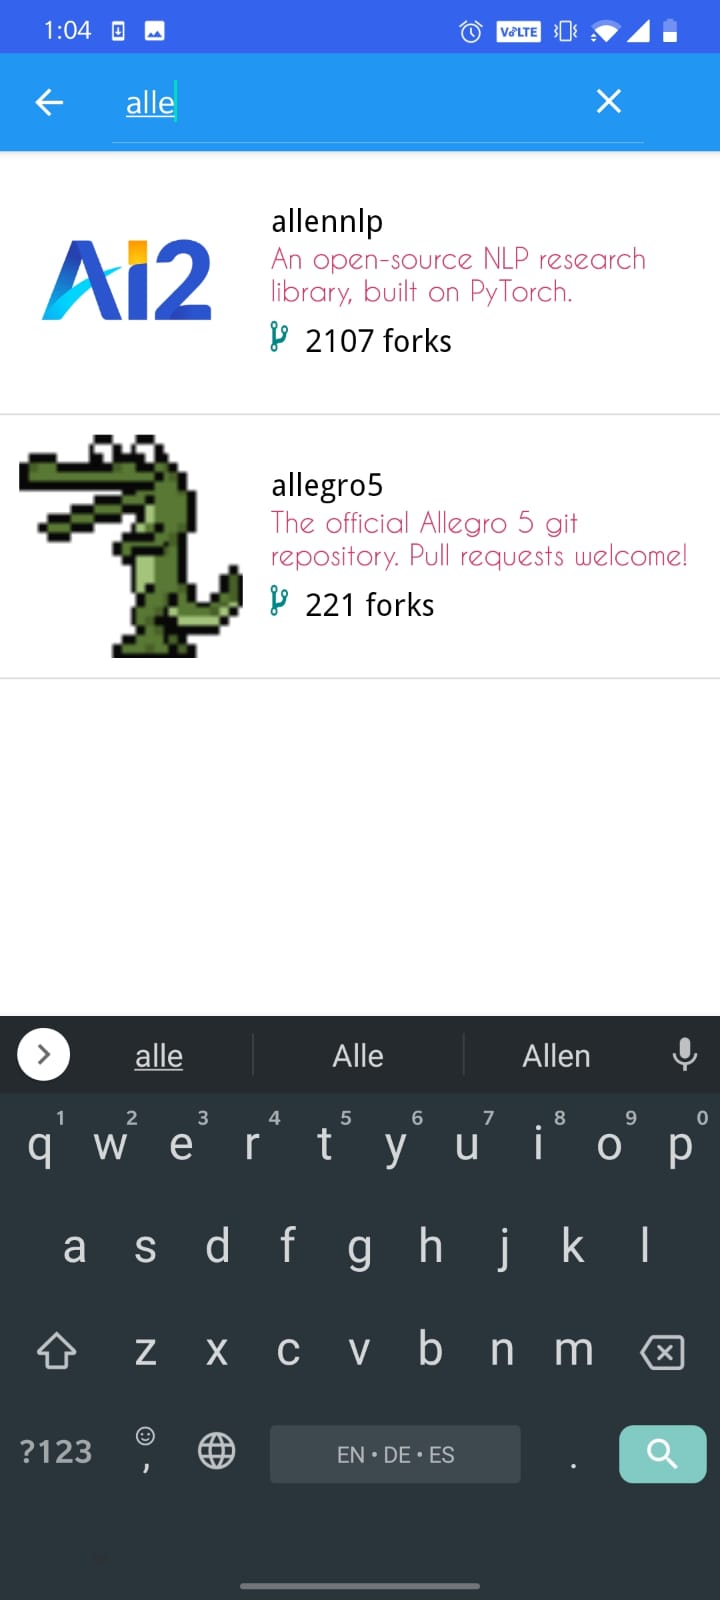 1:04 VoLTE
alle
Ai2
allennlp
An open-source NLP research
library, built on PyTorch.
2107 forks
allegro5
The official Allegro 5 git
repository. Pull requests welcome!
221 forks
alle Alle Allen
1 2 3 4 5 6 7 8 9 0
q w e r t y u i o p
a s d f g h j k l
z x c v b n m
?123 , EN • DE • ES .